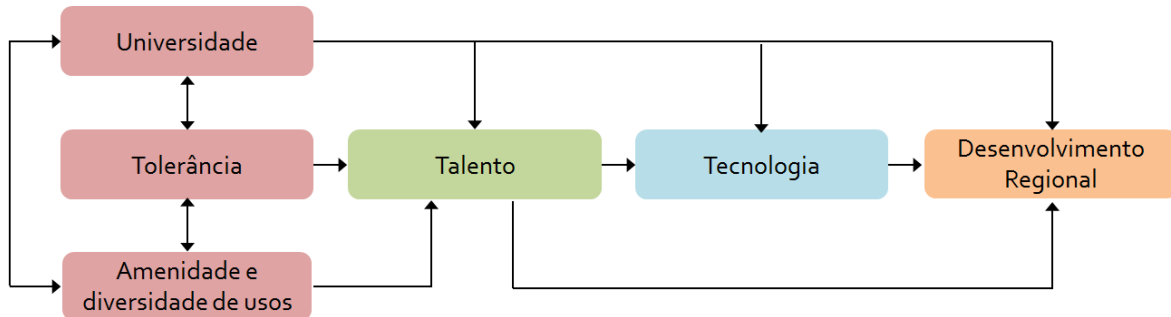 Universidade
Tolerância
Talento
Tecnologia
Desenvolvimento
Regional
Amenidade e
diversidade de usos